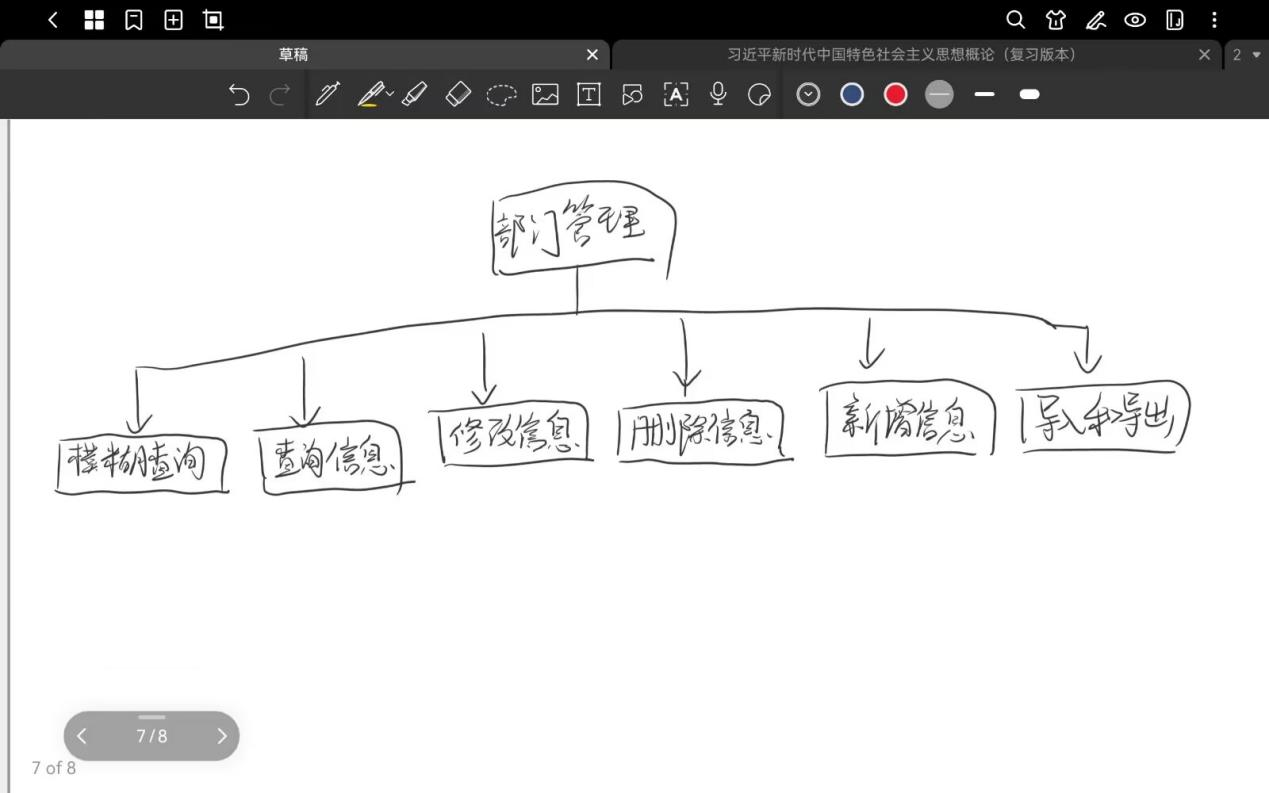 草稿
习近平新时代中国特色社会主义思想概论（复习版本）
2
部门管理
模糊查询
查询信息
修改信息
删除信息
新增信息
导入和导出
7/8
7 of 8